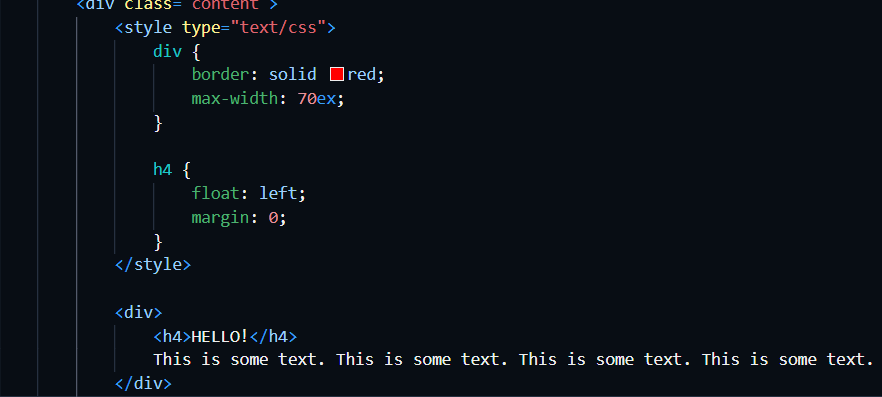 <div class="content">
<style type="text/css">
div {
border: solid red;
max-width: 70ex;
}
h4 {
float: left;
margin: 0;
}
</style>
<div>
<h4>HELLO!</h4>
This is some text. This is some text. This is some text. This is some text.
</div>